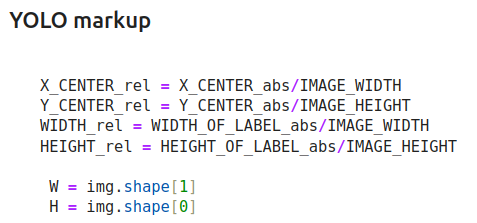 YOLO markup
X_CENTER_rel = X_CENTER_abs/IMAGE_WIDTH
Y_CENTER_rel = Y_CENTER_abs/IMAGE_HEIGHT
WIDTH_rel = WIDTH_OF_LABEL_abs/IMAGE_WIDTH
HEIGHT_rel = HEIGHT_OF_LABEL_abs/IMAGE_HEIGHT
W = img.shape[1]
H = img.shape[0]